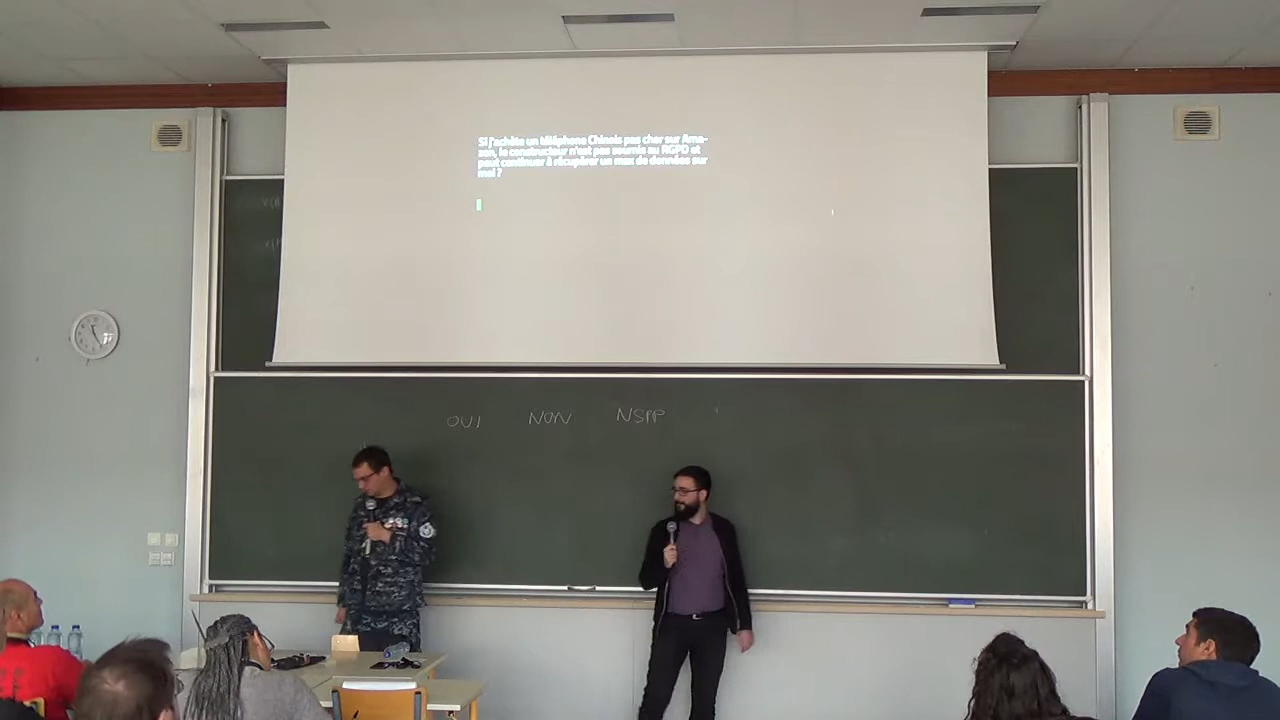 Si j'achète un téléphone Chinois pas cher sur Ama-
zon, le constructeur n'est pas soumis au RGPD et
peut continuer à récupérer un max de données sur
moi ?
OUI NON NSPP